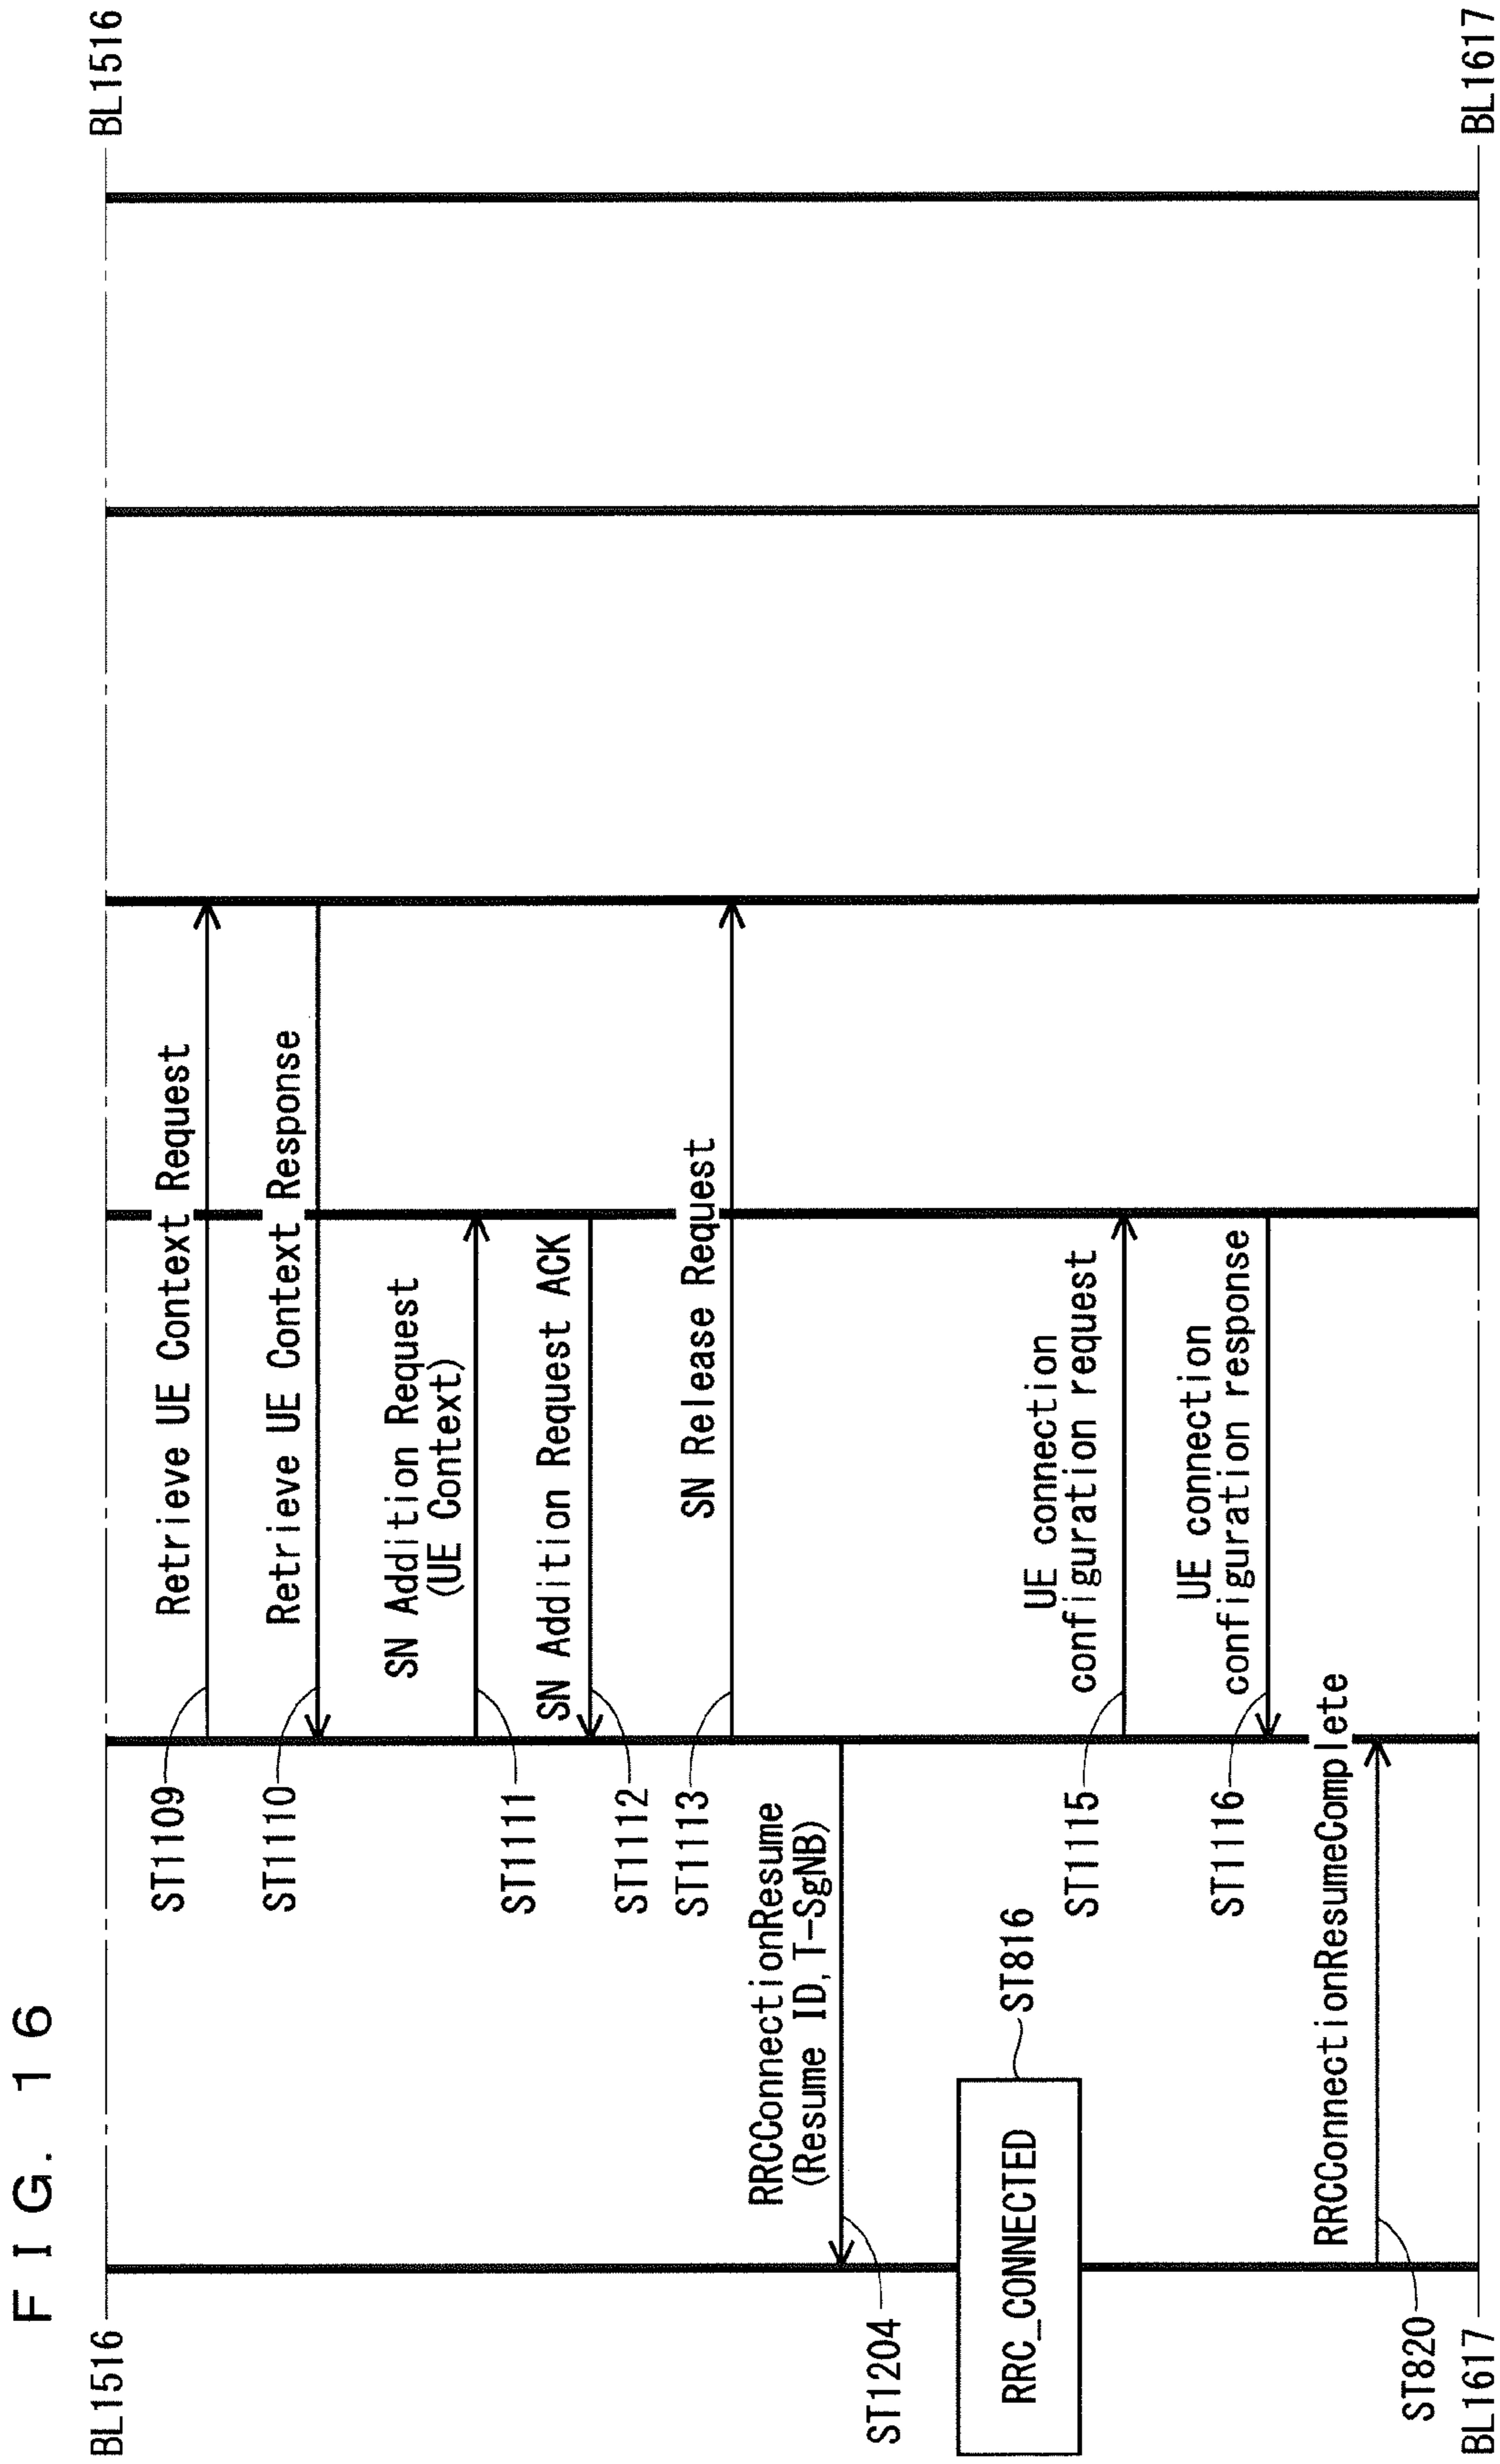 FIG. 16
BL1516
BL1516
Retrieve UE Context Request
ST1109
Retrieve UE Context Response
ST1110
SN Addition Request
(UE Context)
ST1111
SN Addition Request ACK
ST1112
SN Release Request
ST1113
RRCConnectionResume
(Resume ID, T-SgNB)
ST1204
RRC_CONNECTED
ST816
UE connection
configuration request
ST1115
UE connection
configuration response
ST1116
RRCConnectionResumeComplete
ST820
BL1617
BL1617